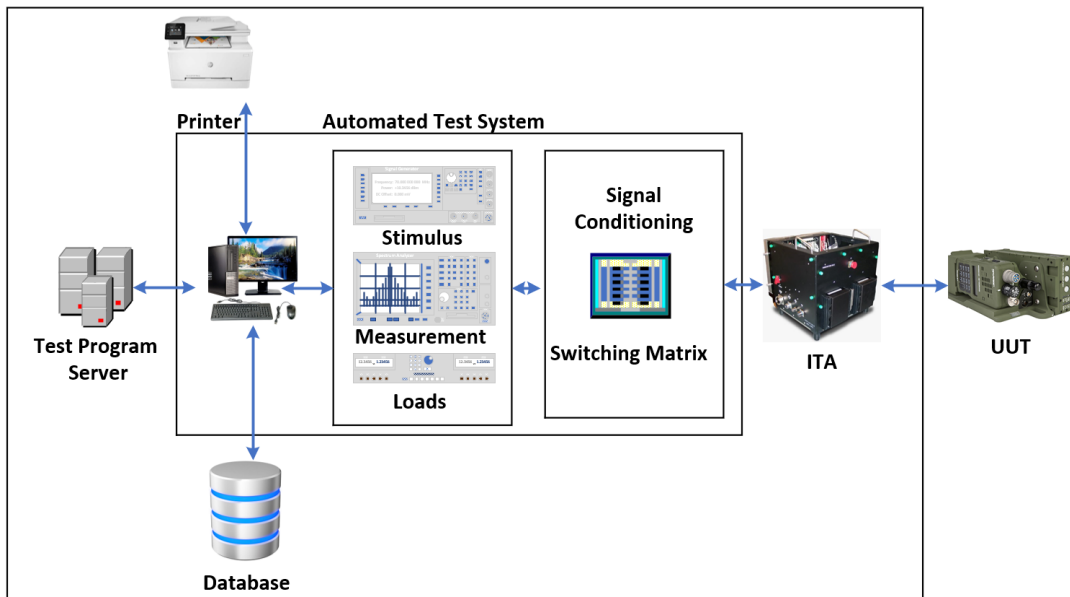 Printer
Automated Test System
Signal
Conditioning
Stimulus
Measurement
Switching Matrix
Loads
Test Program
Server
ITA
UUT
Database